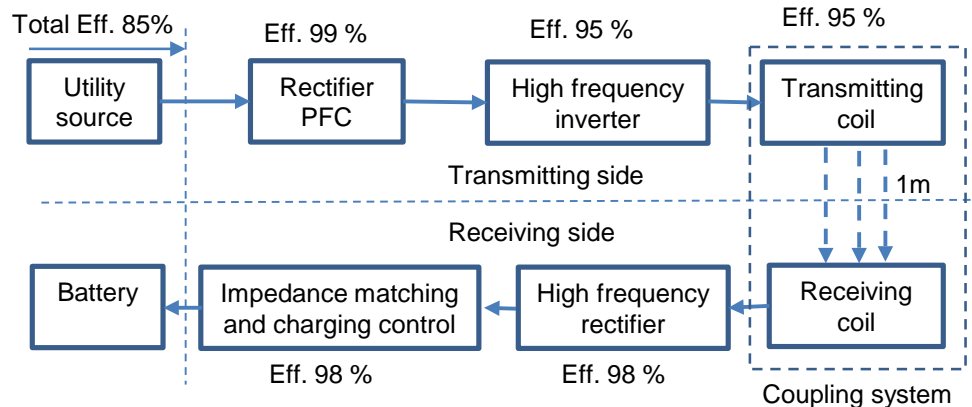 Total Eff. 85%
Eff. 99 %
Eff. 95 %
Eff. 95 %
Utility
source
Rectifier
PFC
High frequency
inverter
Transmitting
coil
Transmitting side
1m
Receiving side
Battery
Impedance matching
and charging control
High frequency
rectifier
Receiving
coil
Eff. 98 %
Eff. 98 %
Coupling system